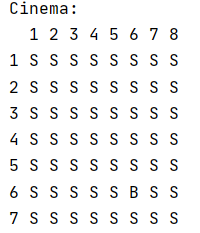 Cinema:
  1 2 3 4 5 6 7 8
1 S S S S S S S S
2 S S S S S S S S
3 S S S S S S S S
4 S S S S S S S S
5 S S S S S S S S
6 S S S S S B S S
7 S S S S S S S S